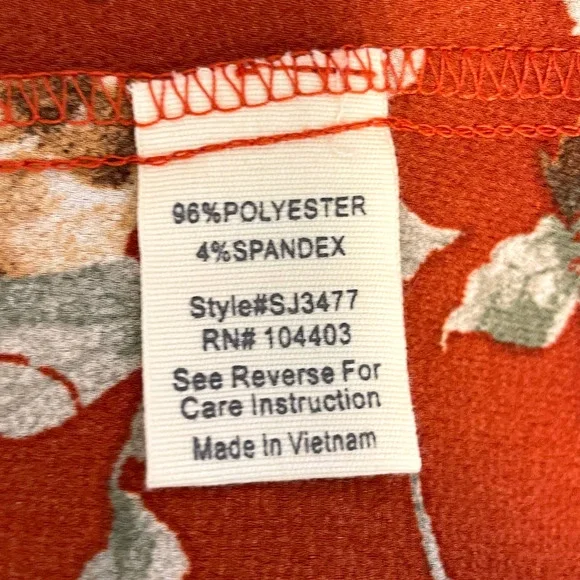 96%POLYESTER
4%SPANDEX
Style#SJ3477
RN# 104403
See Reverse For
Care Instruction
Made In Vietnam